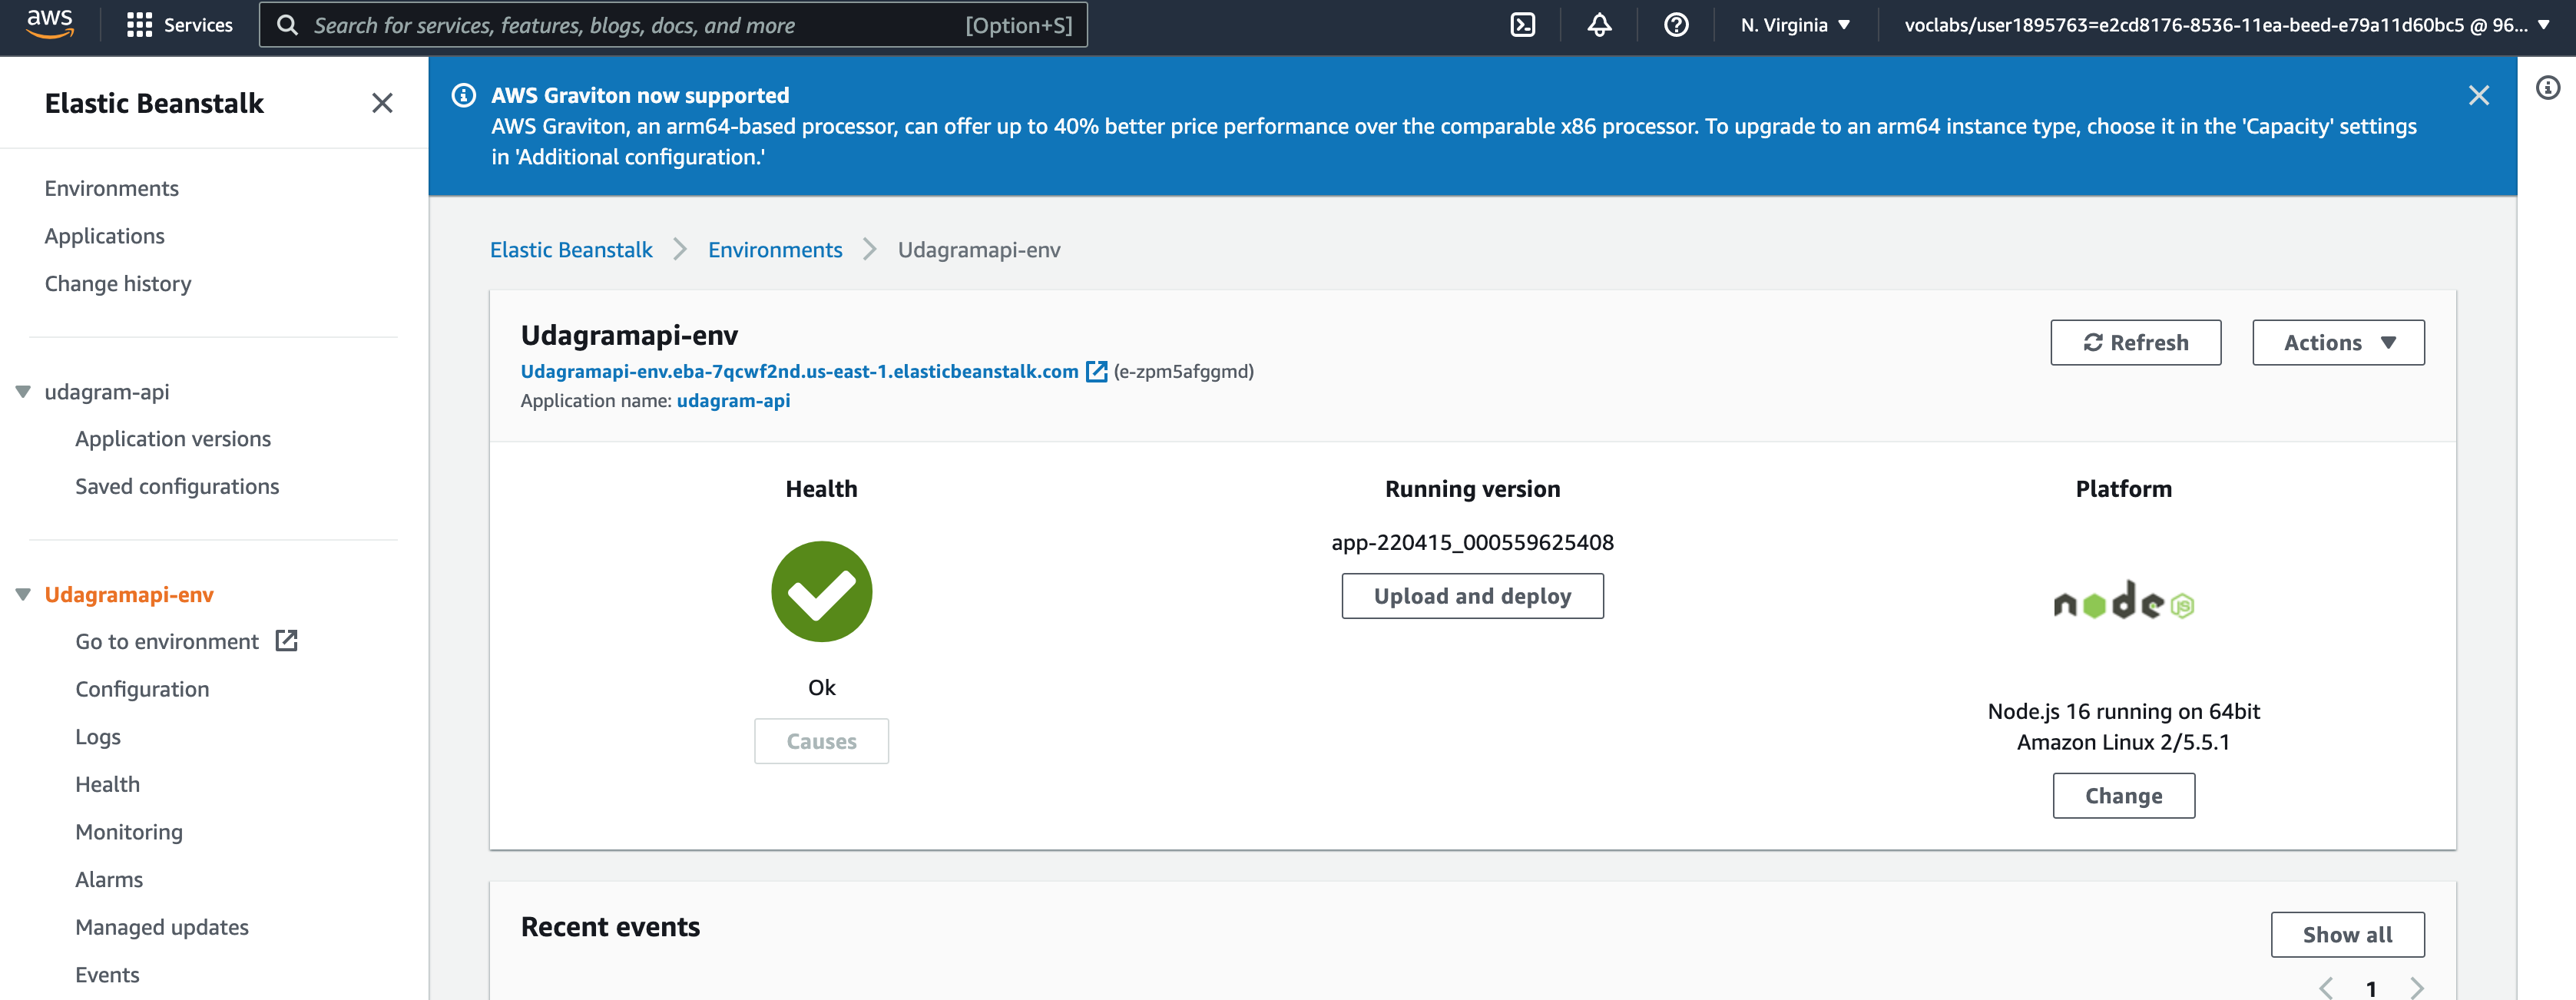 aws
Services
Search for services, features, blogs, docs, and more
[Option+S]
N. Virginia
voclabs/user1895763=e2cd8176-8536-11ea-beed-e79a11d60bc5 @ 96...
Elastic Beanstalk
Environments
Applications
Change history
udagram-api
Application versions
Saved configurations
Udagramapi-env
Go to environment
Configuration
Logs
Health
Monitoring
Alarms
Managed updates
Events
AWS Graviton now supported
AWS Graviton, an arm64-based processor, can offer up to 40% better price performance over the comparable x86 processor. To upgrade to an arm64 instance type, choose it in the 'Capacity' settings
in 'Additional configuration.'
Elastic Beanstalk > Environments > Udagramapi-env
Udagramapi-env
Udagramapi-env.eba-7qcwf2nd.us-east-1.elasticbeanstalk.com (e-zpm5afggmd)
Application name: udagram-api
Refresh
Actions
Health
Ok
Causes
Running version
app-220415_000559625408
Upload and deploy
Platform
node JS
Node.js 16 running on 64bit
Amazon Linux 2/5.5.1
Change
Recent events
Show all
< 1 >